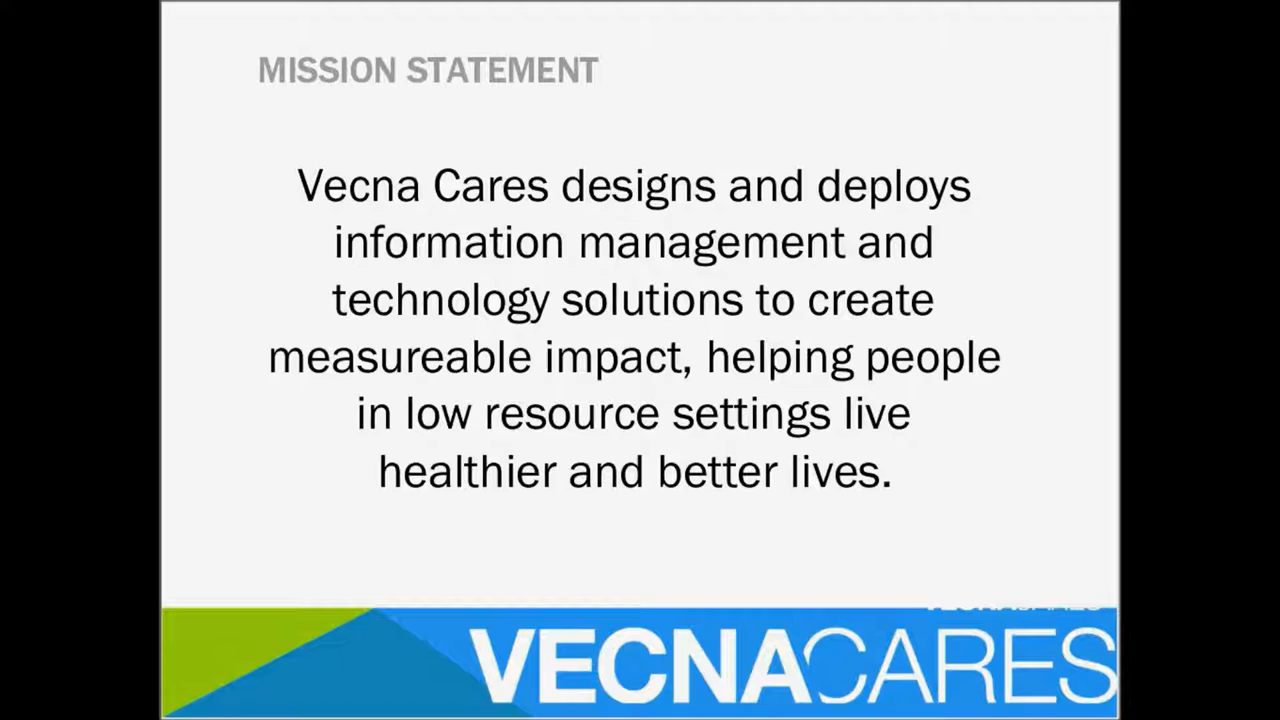 MISSION STATEMENT
Vecna Cares designs and deploys
information management and
technology solutions to create
measureable impact, helping people
in low resource settings live
healthier and better lives.
VECNACARES